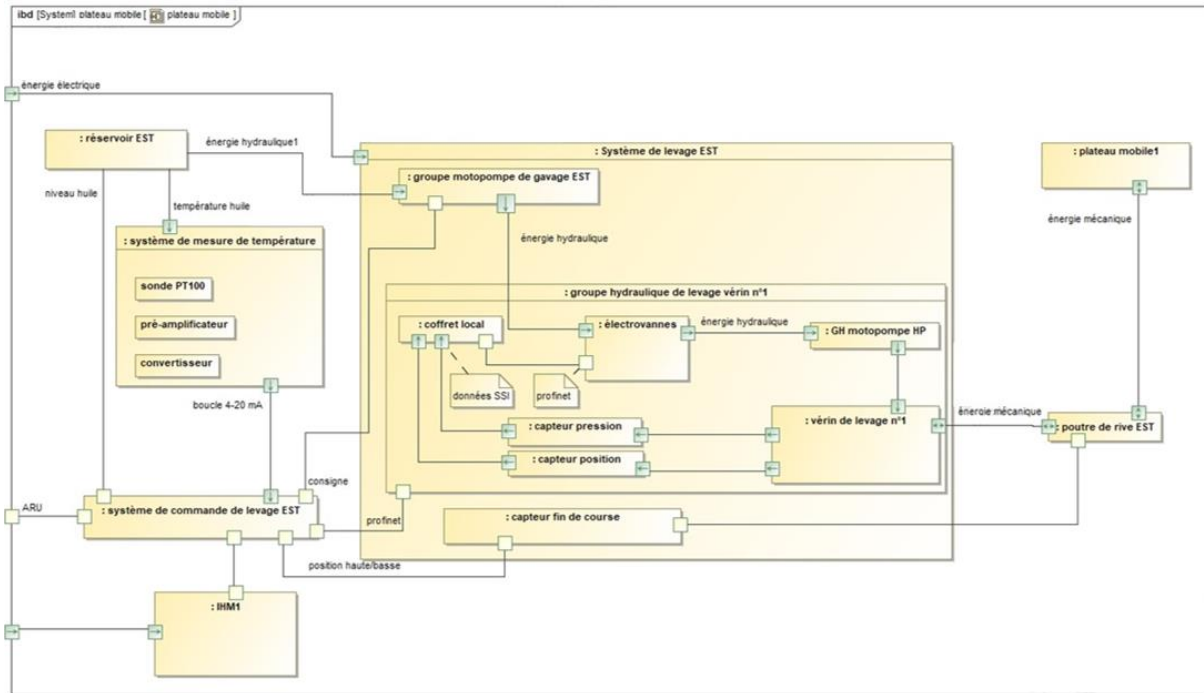 ibd [System] plateau mobile [ plateau mobile ]
énergie électrique
: réservoir EST
énergie hydraulique1
: Système de levage EST
: plateau mobile1
: groupe motopompe de gavage EST
niveau huile
température huile
énergie mécanique
: système de mesure de température
énergie hydraulique
sonde PT100
: groupe hydraulique de levage vérin n°1
pré-amplificateur
: coffret local
: électrovannes
énergie hydraulique
: GH motopompe HP
convertisseur
données SSI
profinet
boucle 4-20 mA
: capteur pression
: vérin de levage n°1
énergie mécanique
: poutre de rive EST
: capteur position
consigne
ARU
: système de commande de levage EST
profinet
: capteur fin de course
position haute/basse
: IHM1